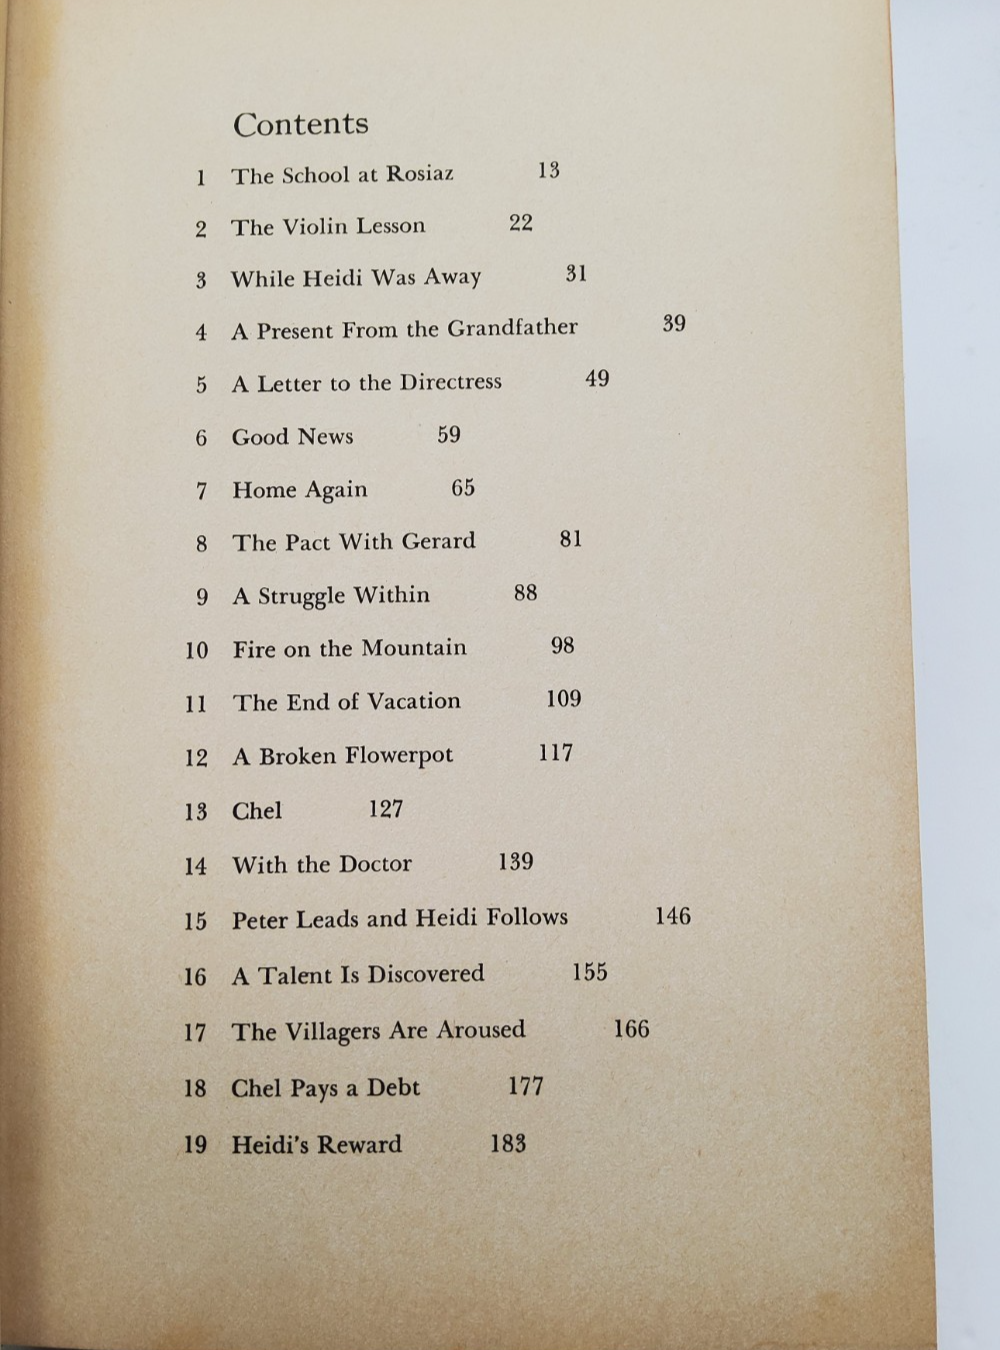 Contents
1 The School at Rosiaz 13
2 The Violin Lesson 22
3 While Heidi Was Away 31
4 A Present From the Grandfather 39
5 A Letter to the Directress 49
6 Good News 59
7 Home Again 65
8 The Pact With Gerard 81
9 A Struggle Within 88
10 Fire on the Mountain 98
11 The End of Vacation 109
12 A Broken Flowerpot 117
13 Chel 127
14 With the Doctor 139
15 Peter Leads and Heidi Follows 146
16 A Talent Is Discovered 155
17 The Villagers Are Aroused 166
18 Chel Pays a Debt 177
19 Heidi's Reward 183